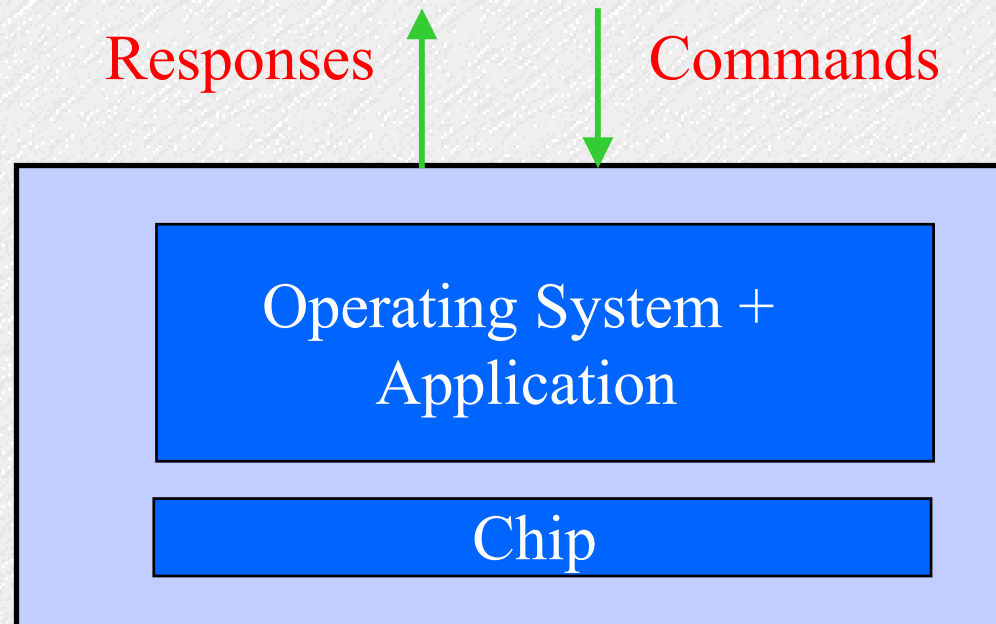 Responses
Commands
Operating System +
Application
Chip